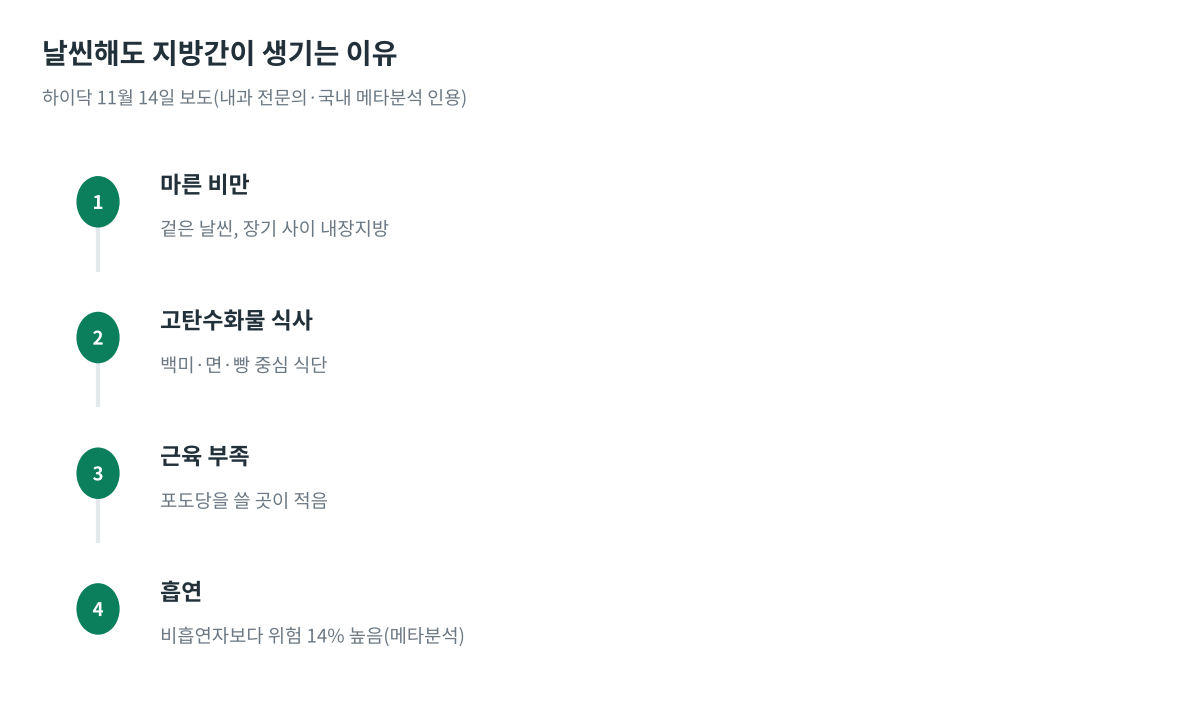 날씬해도 지방간이 생기는 이유
하이닥 11월 14일 보도(내과 전문의·국내 메타분석 인용)
1
마른 비만
겉은 날씬, 장기 사이 내장지방
2
고탄수화물 식사
백미·면·빵 중심 식단
3
근육 부족
포도당을 쓸 곳이 적음
4
흡연
비흡연자보다 위험 14% 높음(메타분석)